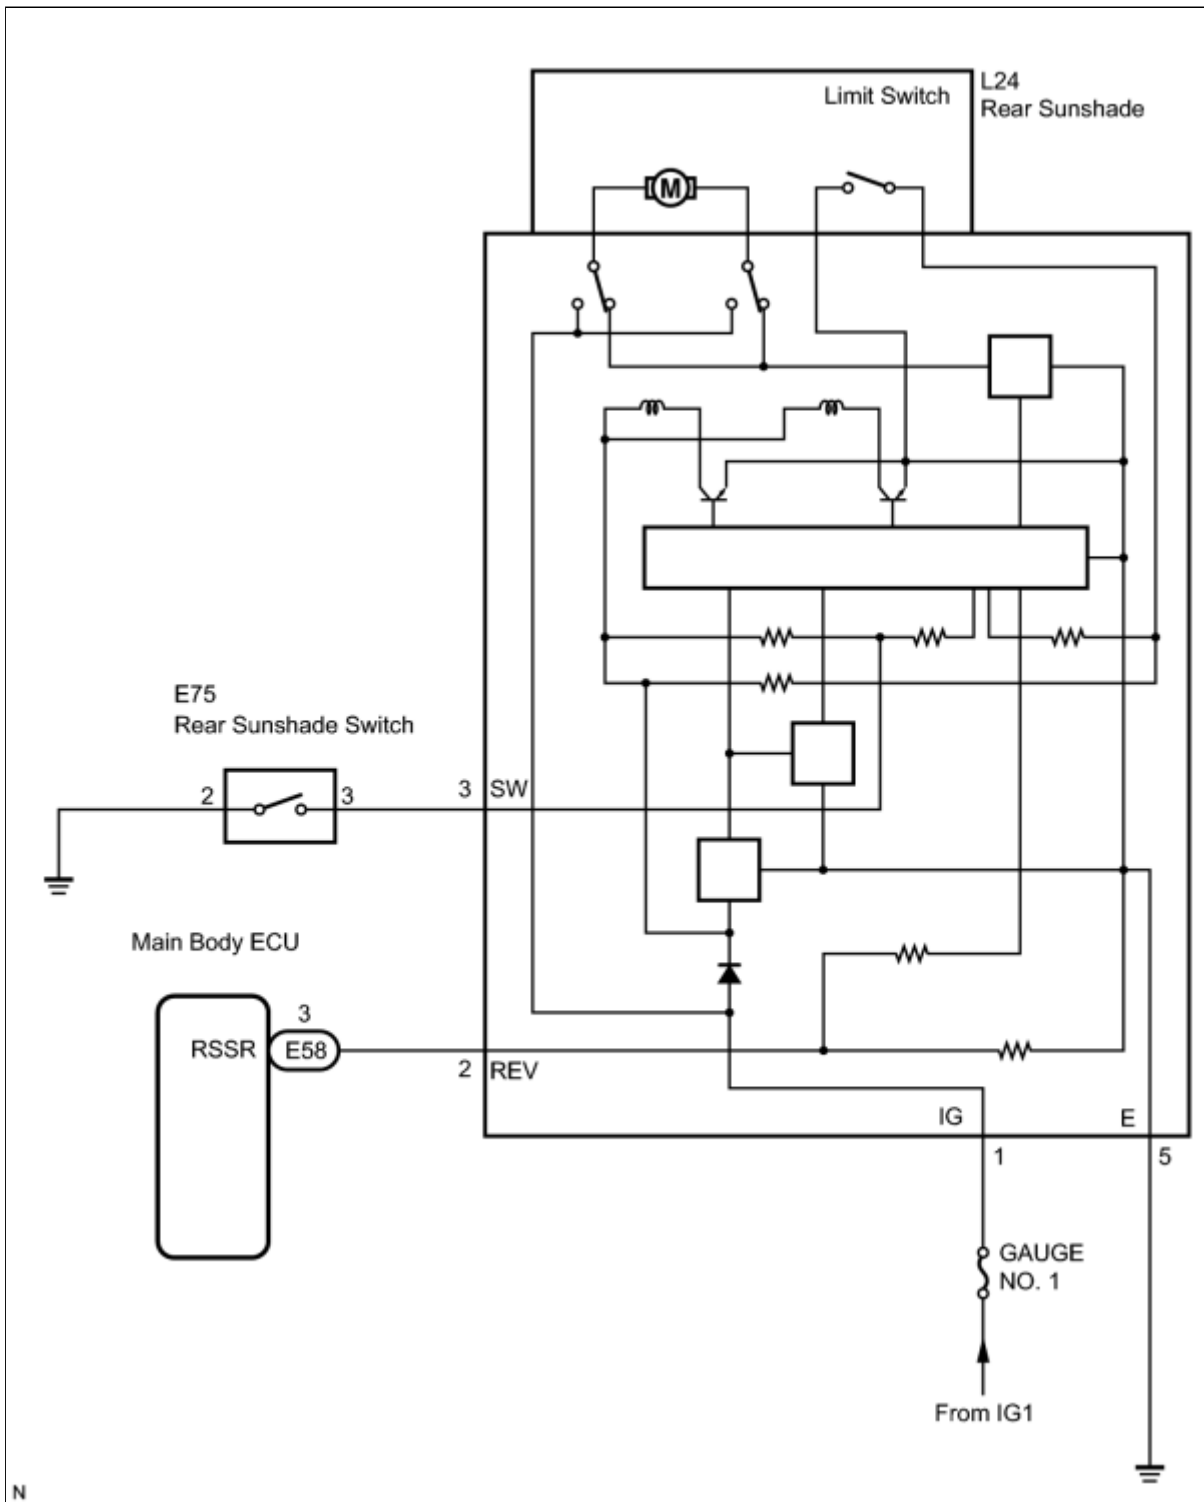 L24
Limit Switch
Rear Sunshade
M
E75
Rear Sunshade Switch
2
3
3
SW
Main Body ECU
3
RSSR
E58
2
REV
IG
E
1
5
GAUGE
NO. 1
From IG1
N